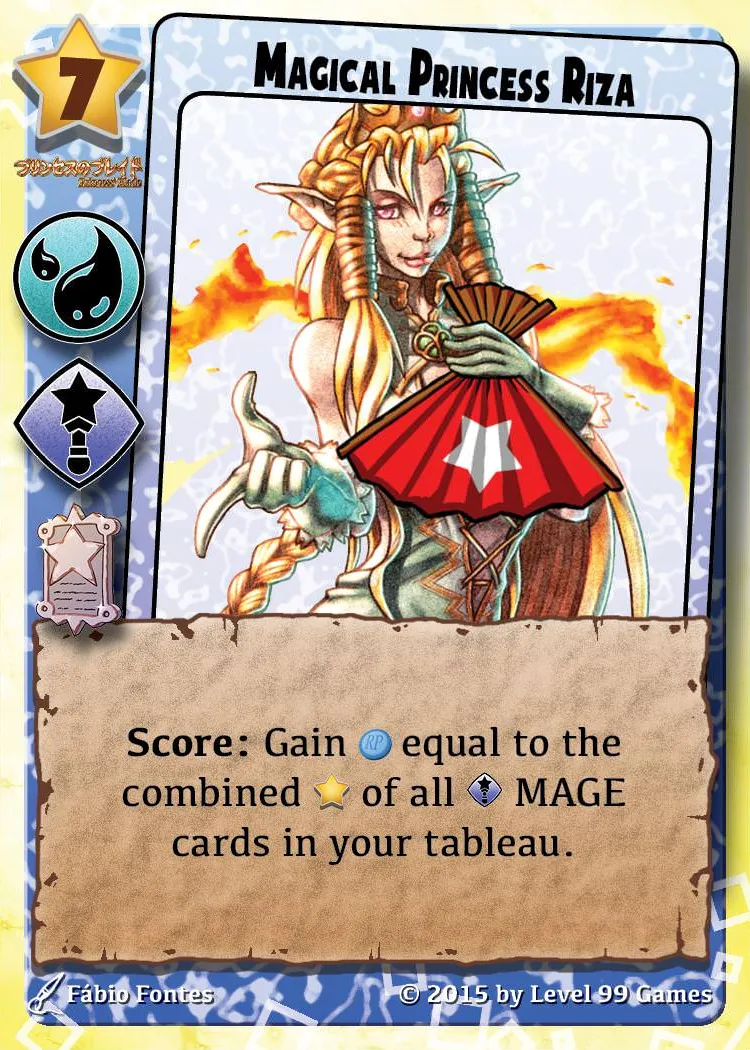 7
MAGICAL PRINCESS RIZA
プリンセスのブレイド
Princess' Blade
Score: Gain RP equal to the
combined of all MAGE
cards in your tableau.
Fábio Fontes
© 2015 by Level 99 Games